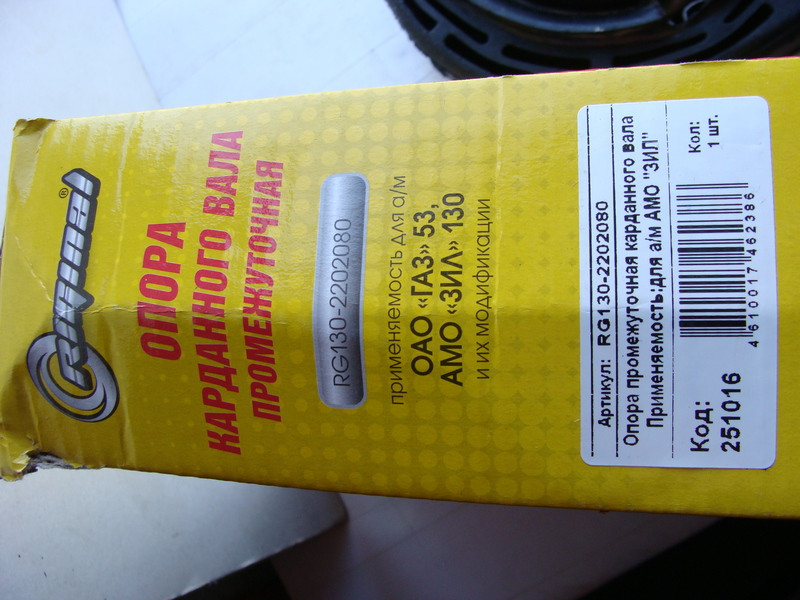 ORIGINAL®
ОПОРА
КАРДАННОГО ВАЛА
ПРОМЕЖУТОЧНАЯ
RG130-2202080
применяемость для а/м
ОАО «ГАЗ» 53,
АМО «ЗИЛ» 130
и их модификации
Артикул: RG130-2202080
Опора промежуточная карданного вала
Применяемость:для а/м АМО "ЗИЛ"
Код:
251016
4 610017 462386
Кол:
1 шт.